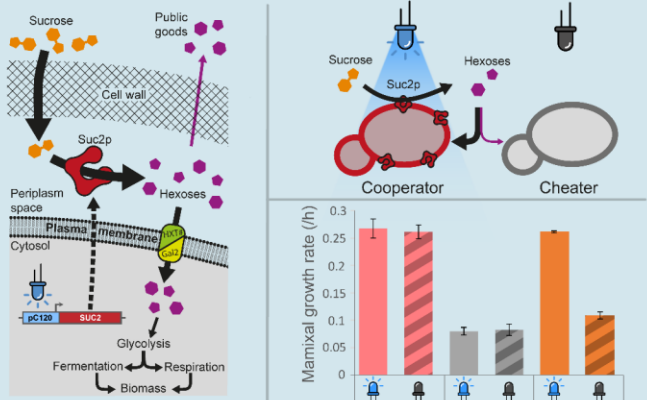 Sucrose
Public
goods
Cell wall
Suc2p
Periplasm
space
Hexoses
Plasma membrane
HXTs
Gal2
Cytosol
pC120
SUC2
Glycolysis
Fermentation
Respiration
Biomass
Sucrose
Suc2p
Hexoses
Cooperator
Cheater
Mamixal growth rate (/h)
0.3
0.25
0.2
0.15
0.1
0.05
0